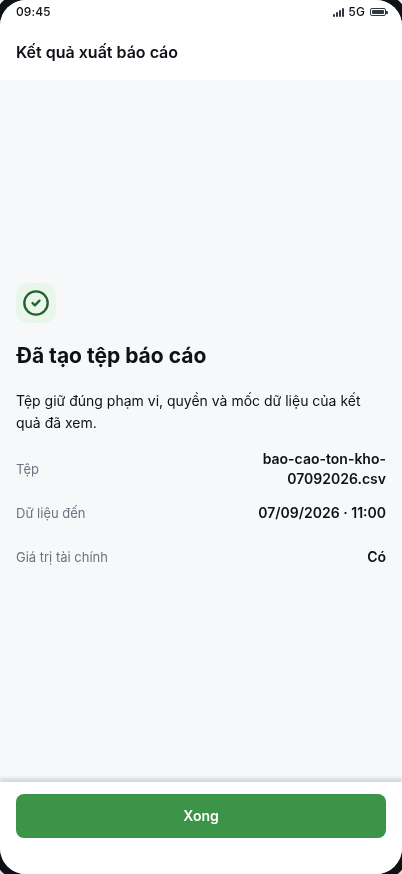 09:45
5G
Kết quả xuất báo cáo
Đã tạo tệp báo cáo
Tệp giữ đúng phạm vi, quyền và mốc dữ liệu của kết
quả đã xem.
Tệp
bao-cao-ton-kho-
07092026.csv
Dữ liệu đến
07/09/2026 · 11:00
Giá trị tài chính
Có
Xong